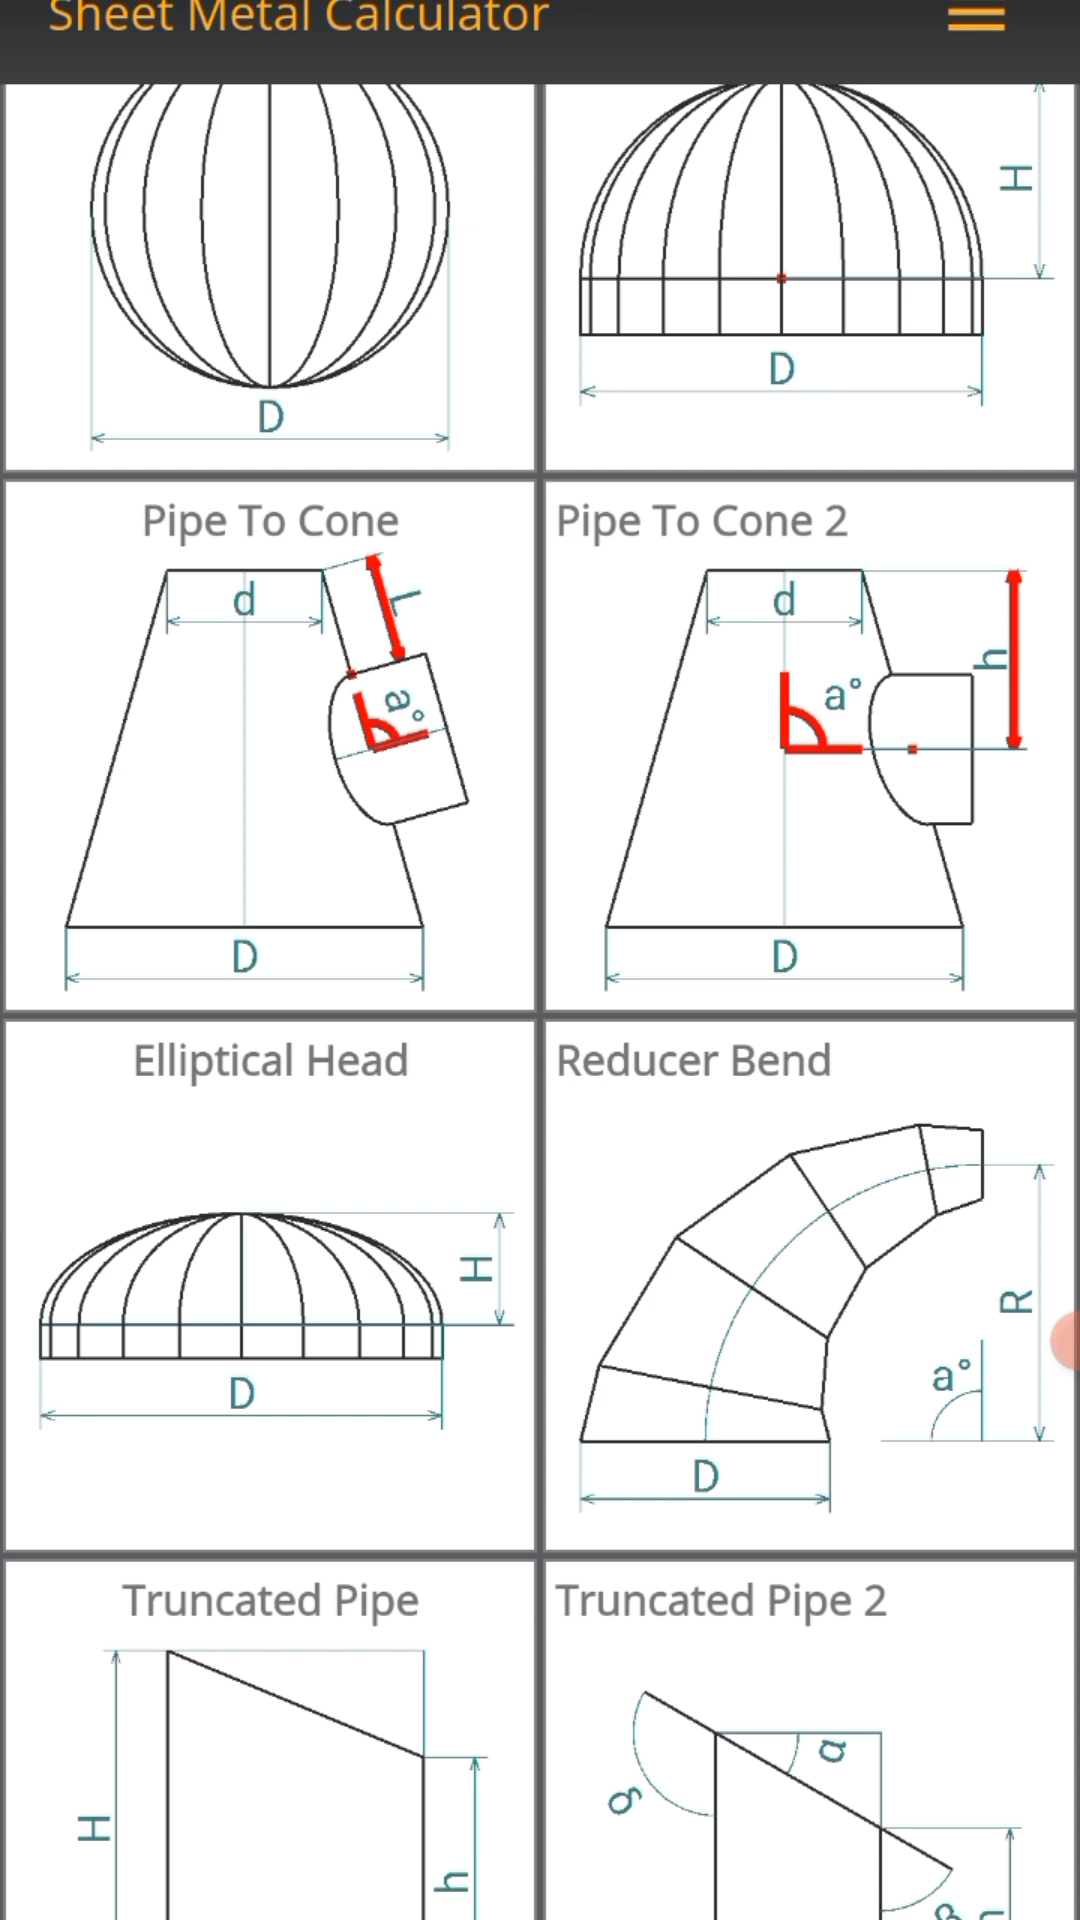 Sheet Metal Calculator
H
D
D
Pipe To Cone
Pipe To Cone 2
d
L
a°
D
d
h
a°
D
Elliptical Head
Reducer Bend
H
D
R
a°
D
Truncated Pipe
Truncated Pipe 2
H
h
α
δ